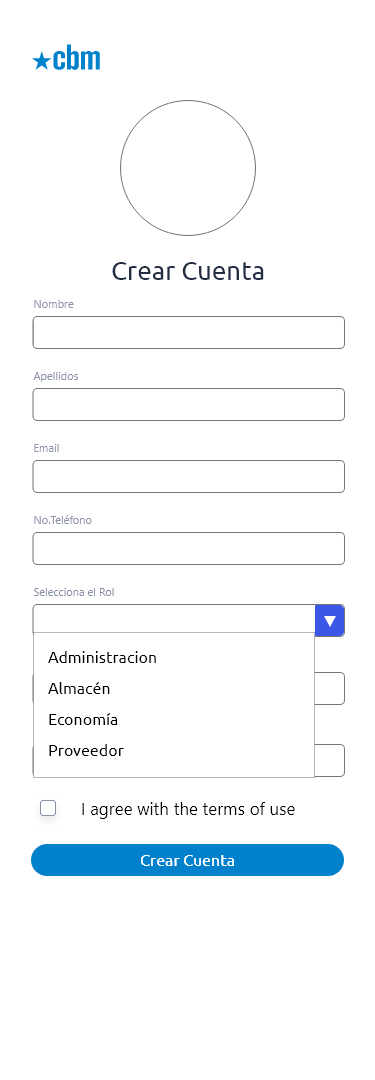 cbm
Crear Cuenta
Nombre
Apellidos
Email
No.Teléfono
Selecciona el Rol
Administracion
Almacén
Economía
Proveedor
I agree with the terms of use
Crear Cuenta